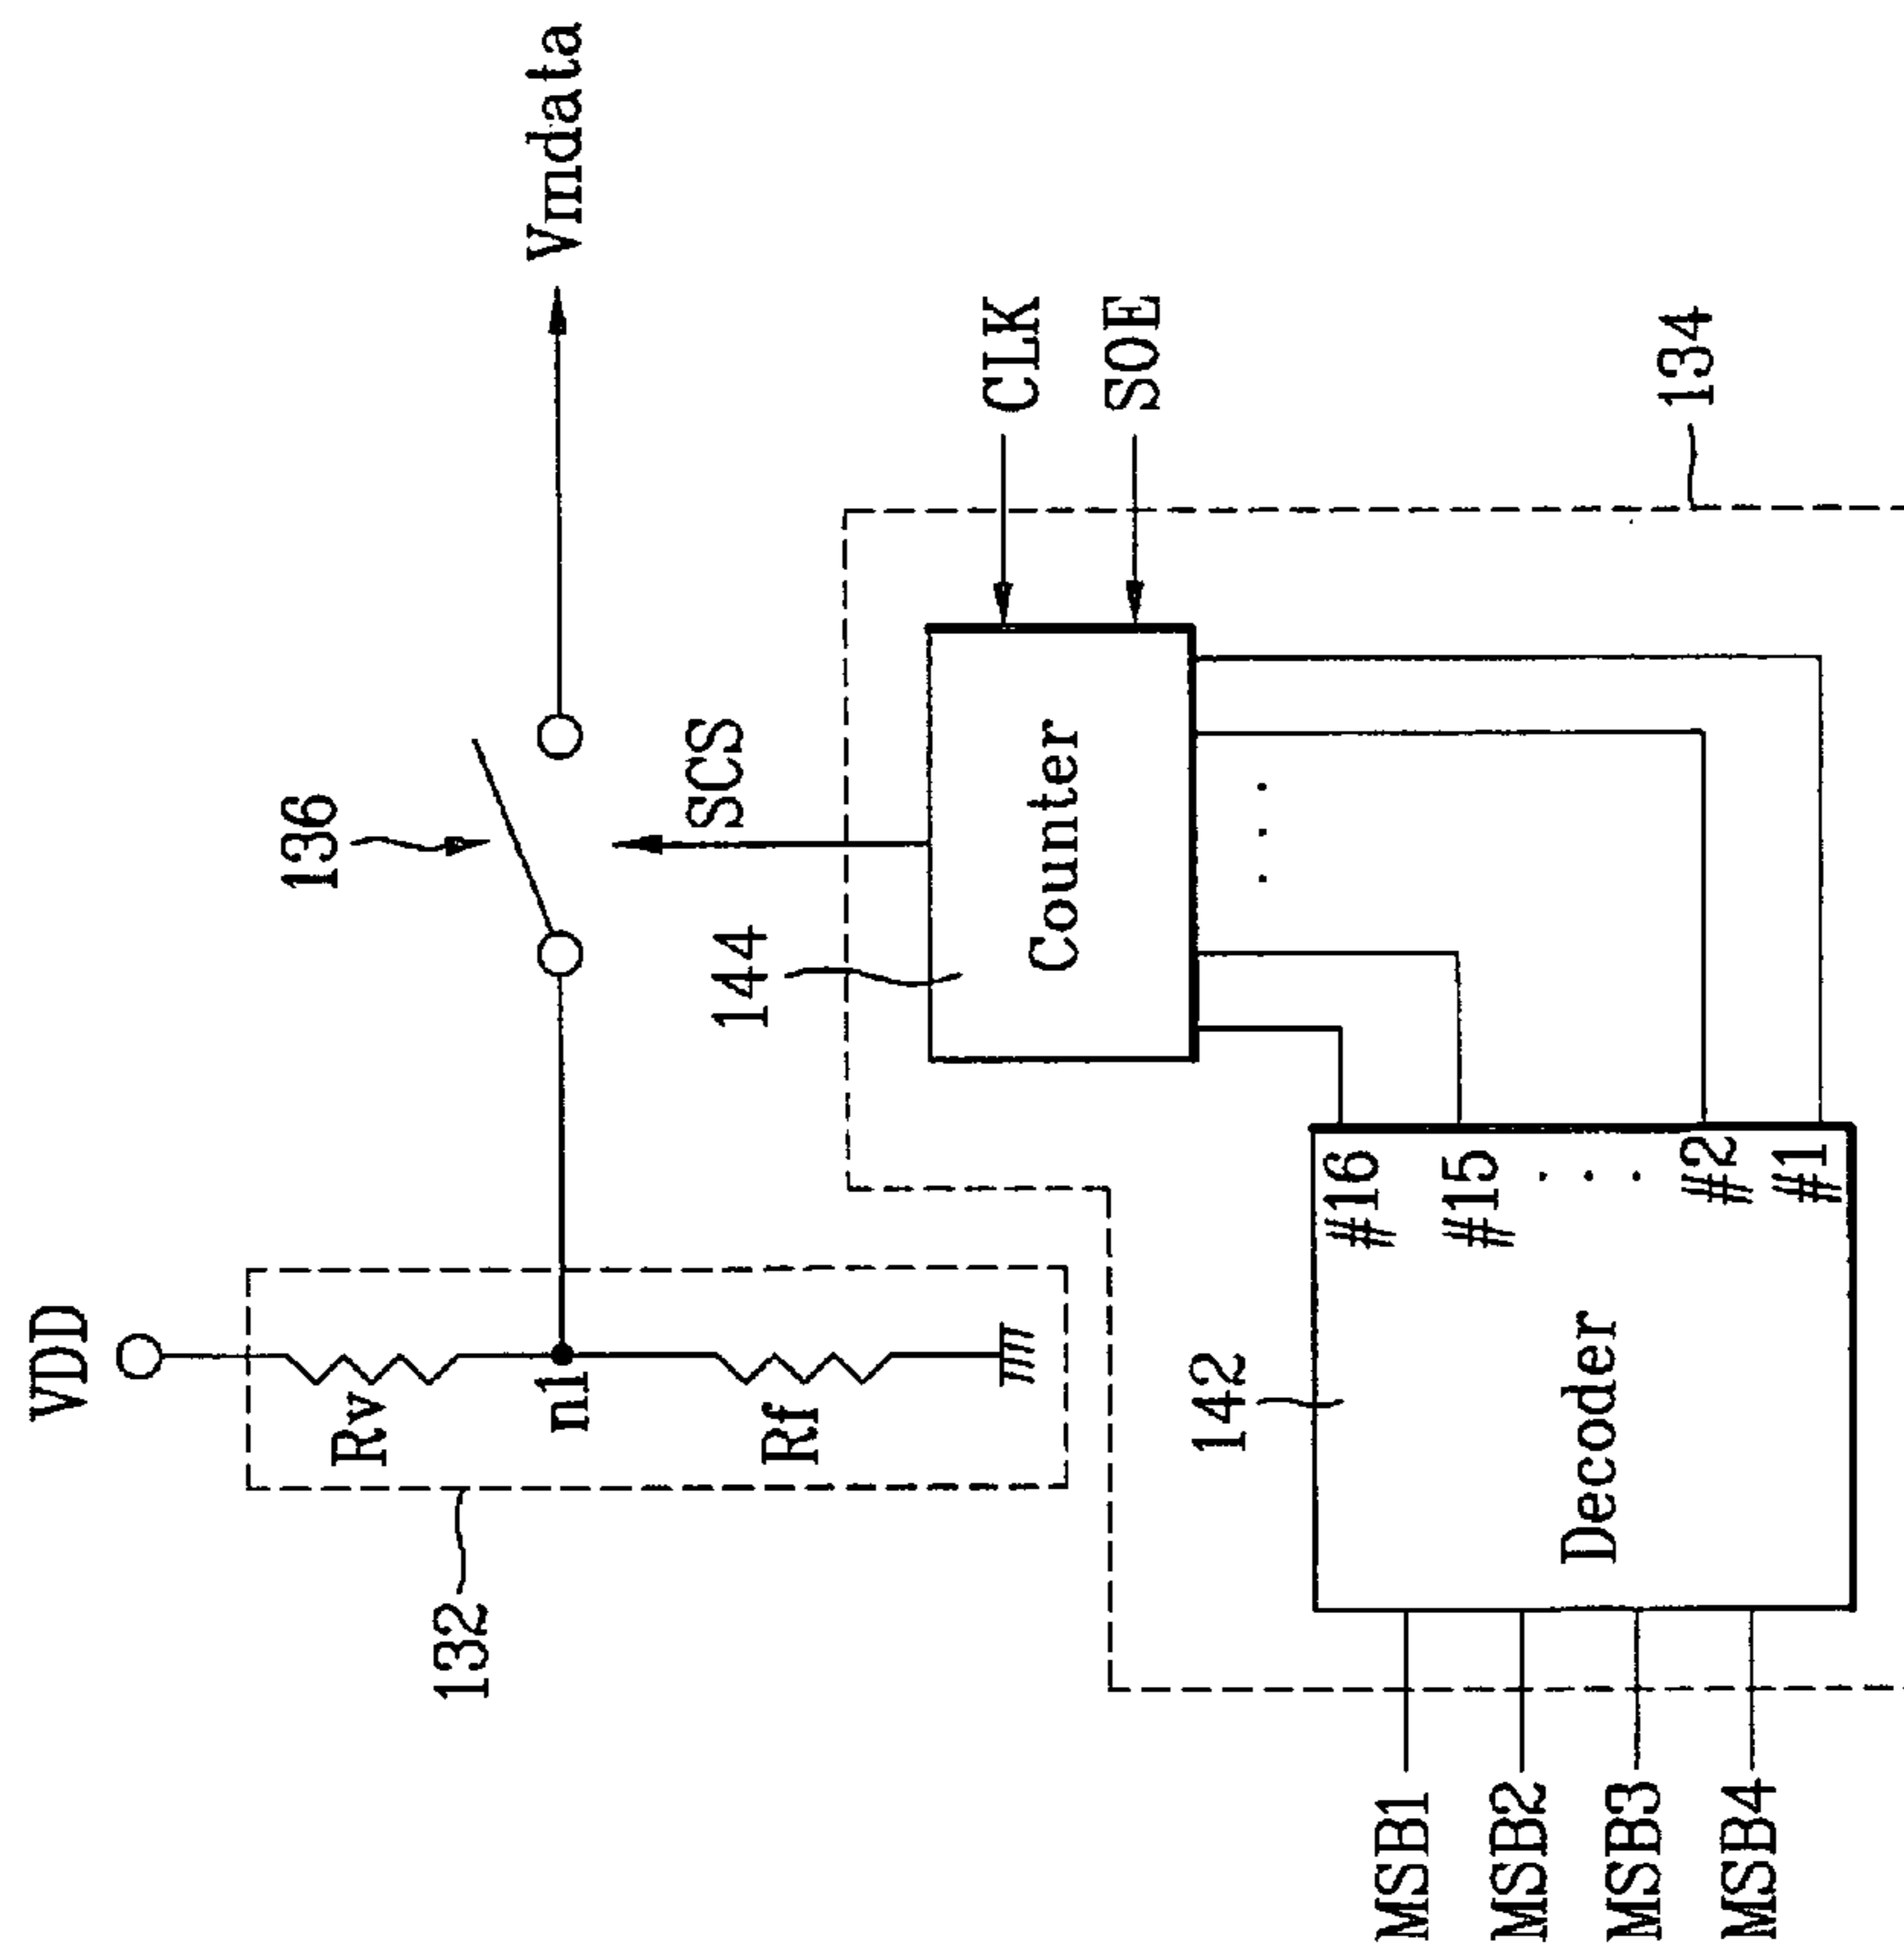 VDD
Vmdata
136
Rv
n1
132
SCS
Rf
144
CLK
Counter
SOE
142
134
#16
MSB1
#15
MSB2
. . .
. . .
Decoder
MSB3
#2
MSB4
#1